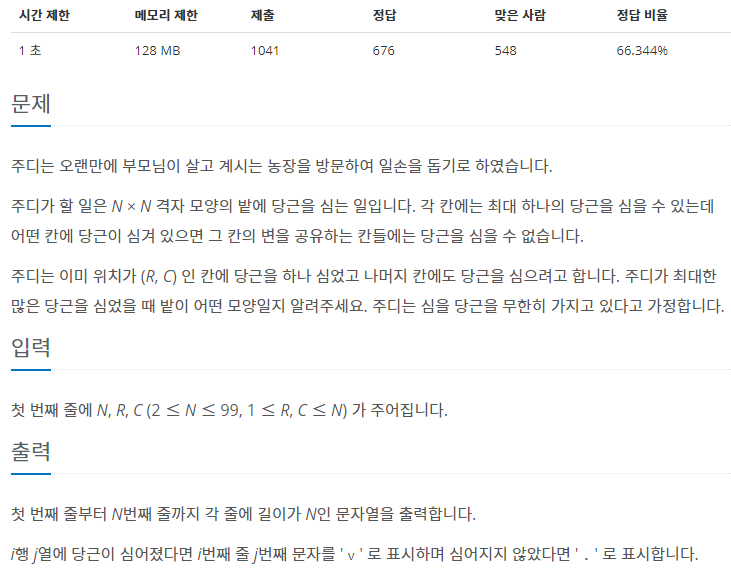 시간 제한 메모리 제한 제출 정답 맞은 사람 정답 비율
1 초 128 MB 1041 676 548 66.344%
문제
주디는 오랜만에 부모님이 살고 계시는 농장을 방문하여 일손을 돕기로 하였습니다.
주디가 할 일은 N × N 격자 모양의 밭에 당근을 심는 일입니다. 각 칸에는 최대 하나의 당근을 심을 수 있는데
어떤 칸에 당근이 심겨 있으면 그 칸의 변을 공유하는 칸들에는 당근을 심을 수 없습니다.
주디는 이미 위치가 (R, C) 인 칸에 당근을 하나 심었고 나머지 칸에도 당근을 심으려고 합니다. 주디가 최대한
많은 당근을 심었을 때 밭이 어떤 모양일지 알려주세요. 주디는 심을 당근을 무한히 가지고 있다고 가정합니다.
입력
첫 번째 줄에 N, R, C (2 ≤ N ≤ 99, 1 ≤ R, C ≤ N) 가 주어집니다.
출력
첫 번째 줄부터 N번째 줄까지 각 줄에 길이가 N인 문자열을 출력합니다.
i행 j열에 당근이 심어졌다면 i번째 줄 j번째 문자를 ' v ' 로 표시하며 심어지지 않았다면 ' . ' 로 표시합니다.